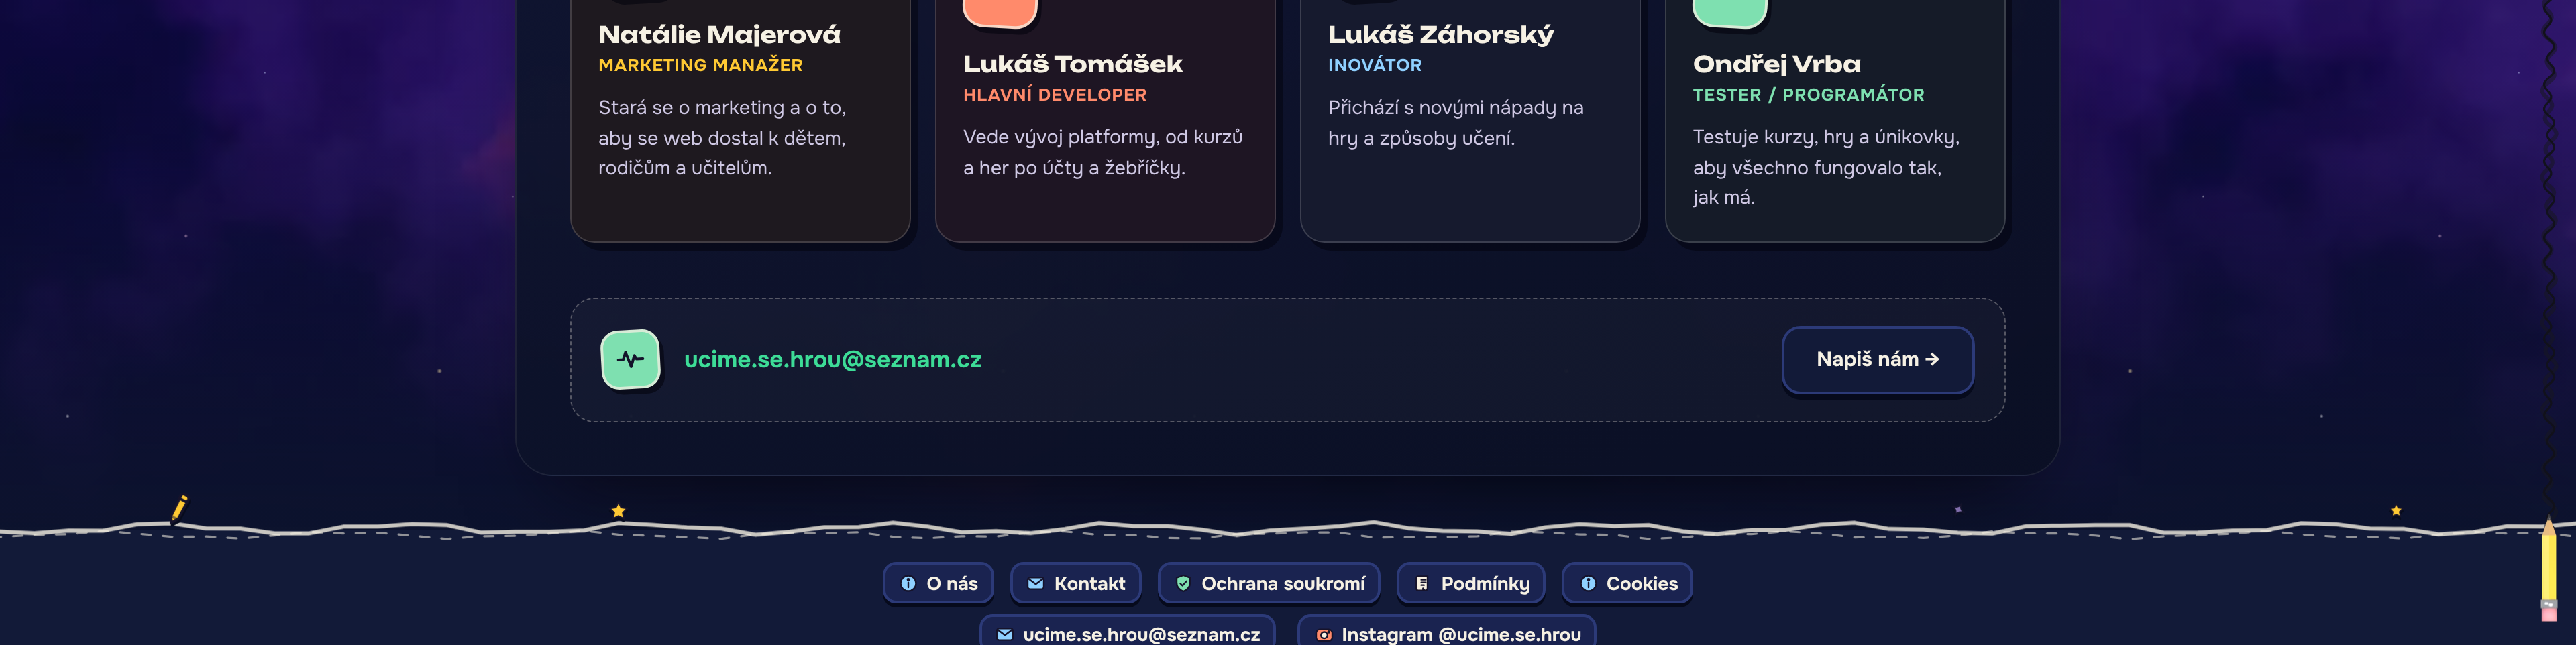 Natálie Majerová
MARKETING MANAŽER
Stará se o marketing a o to,
aby se web dostal k dětem,
rodičům a učitelům.
Lukáš Tomášek
HLAVNÍ DEVELOPER
Vede vývoj platformy, od kurzů
a her po účty a žebříčky.
Lukáš Záhorský
INOVÁTOR
Přichází s novými nápady na
hry a způsoby učení.
Ondřej Vrba
TESTER / PROGRAMÁTOR
Testuje kurzy, hry a únikovky,
aby všechno fungovalo tak,
jak má.
ucime.se.hrou@seznam.cz
Napiš nám →
O nás
Kontakt
Ochrana soukromí
Podmínky
Cookies
ucime.se.hrou@seznam.cz
Instagram @ucime.se.hrou